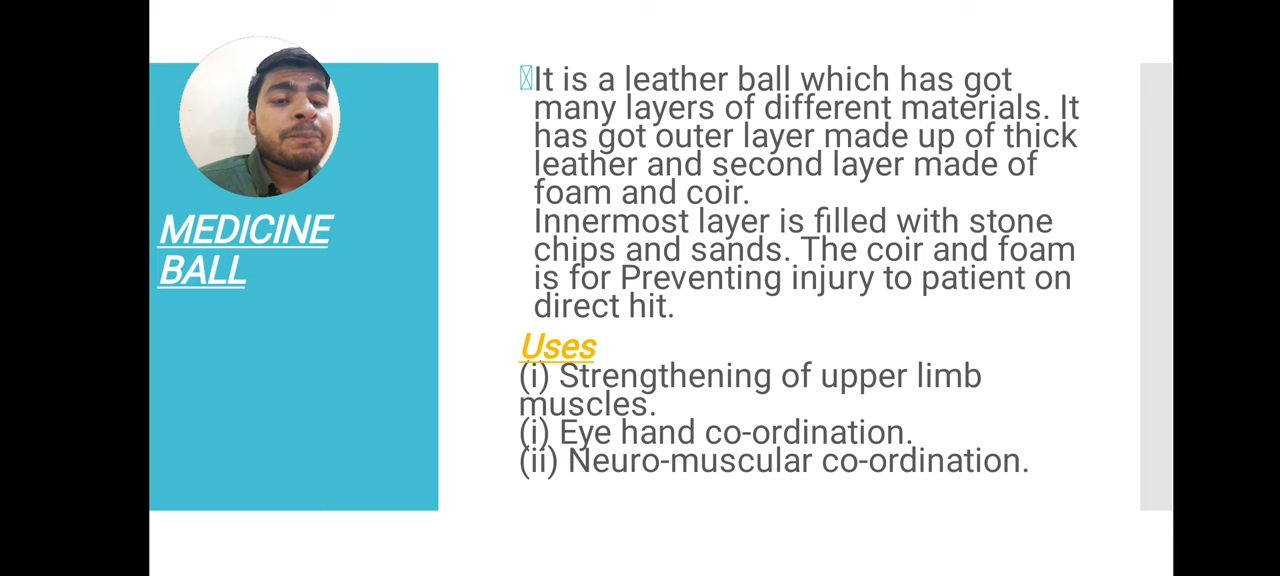 MEDICINE
BALL
It is a leather ball which has got
many layers of different materials. It
has got outer layer made up of thick
leather and second layer made of
foam and coir.
Innermost layer is filled with stone
chips and sands. The coir and foam
is for Preventing injury to patient on
direct hit.
Uses
(i) Strengthening of upper limb
muscles.
(i) Eye hand co-ordination.
(ii) Neuro-muscular co-ordination.